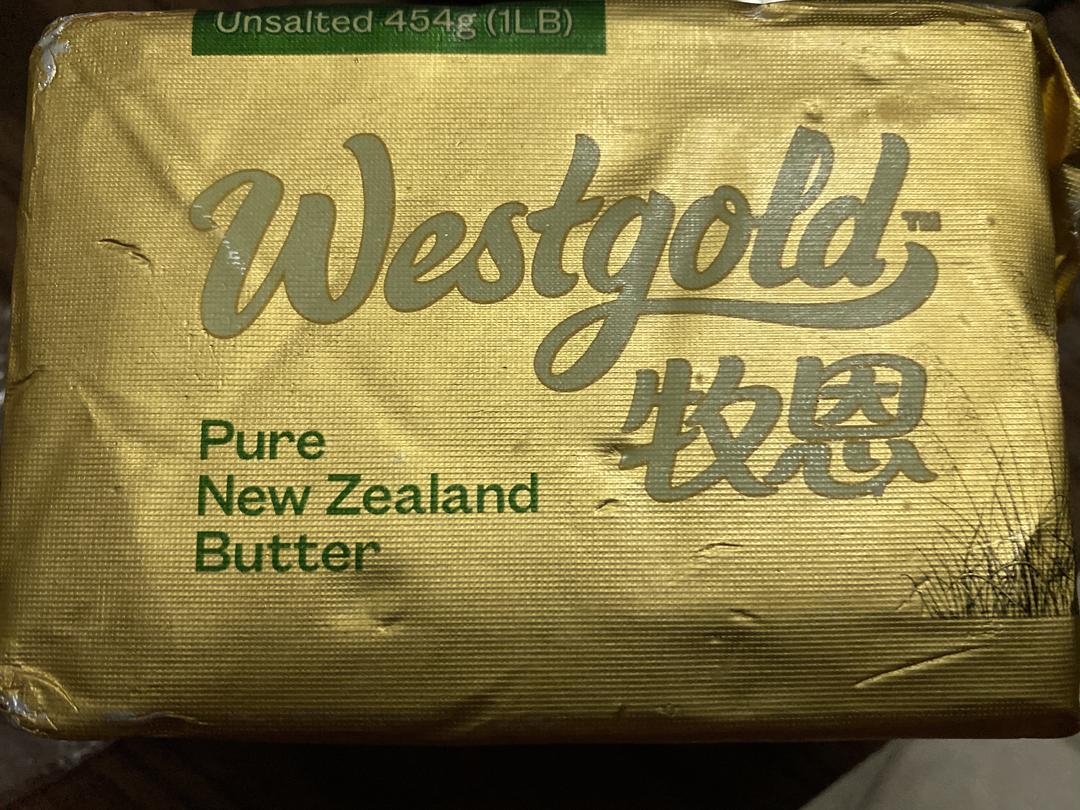 Unsalted 454g (1LB)
Westgold™
牧恩
Pure
New Zealand
Butter